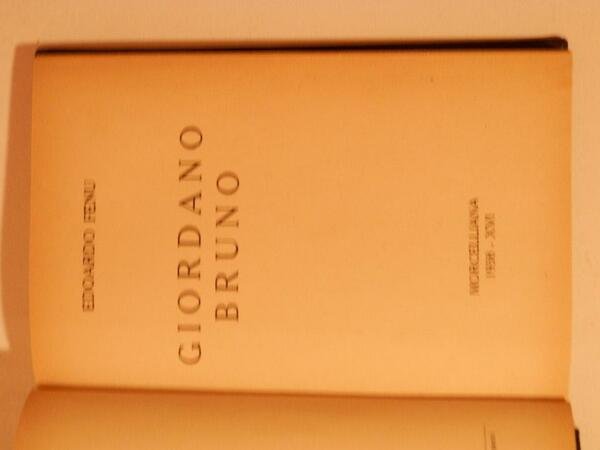 EDOARDO FENU
GIORDANO
BRUNO
MORCELLIANA
1938 - XVI